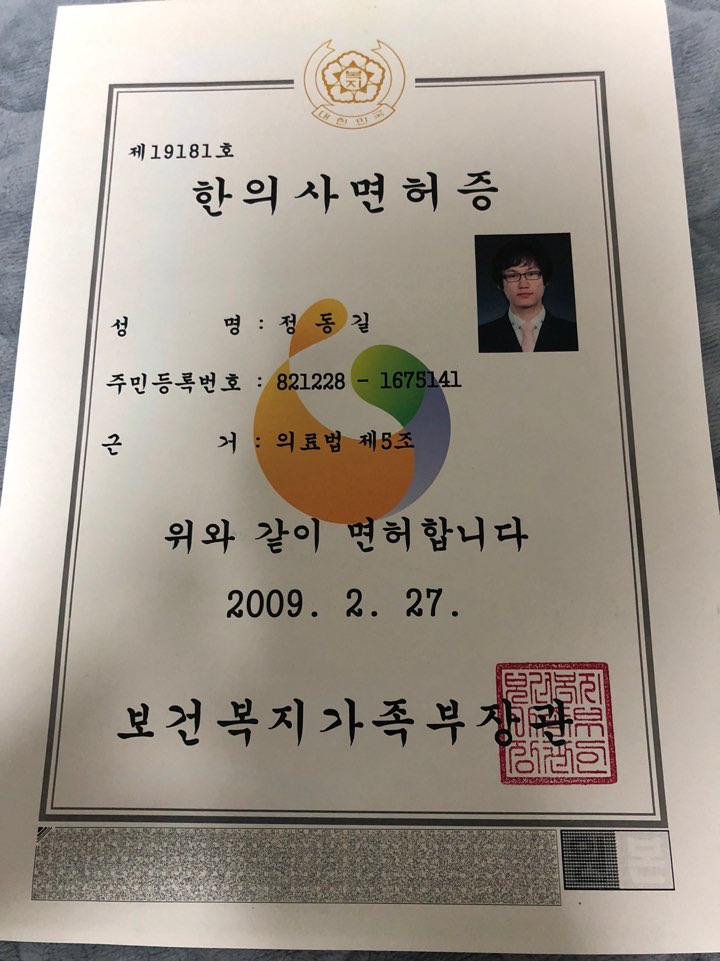 복지
대한민국
제19181호
한의사면허증
성 명 : 정동길
주민등록번호 : 821228 - 1675141
근 거 : 의료법 제5조
위와 같이 면허합니다
2009. 2. 27.
보건복지가족부장관